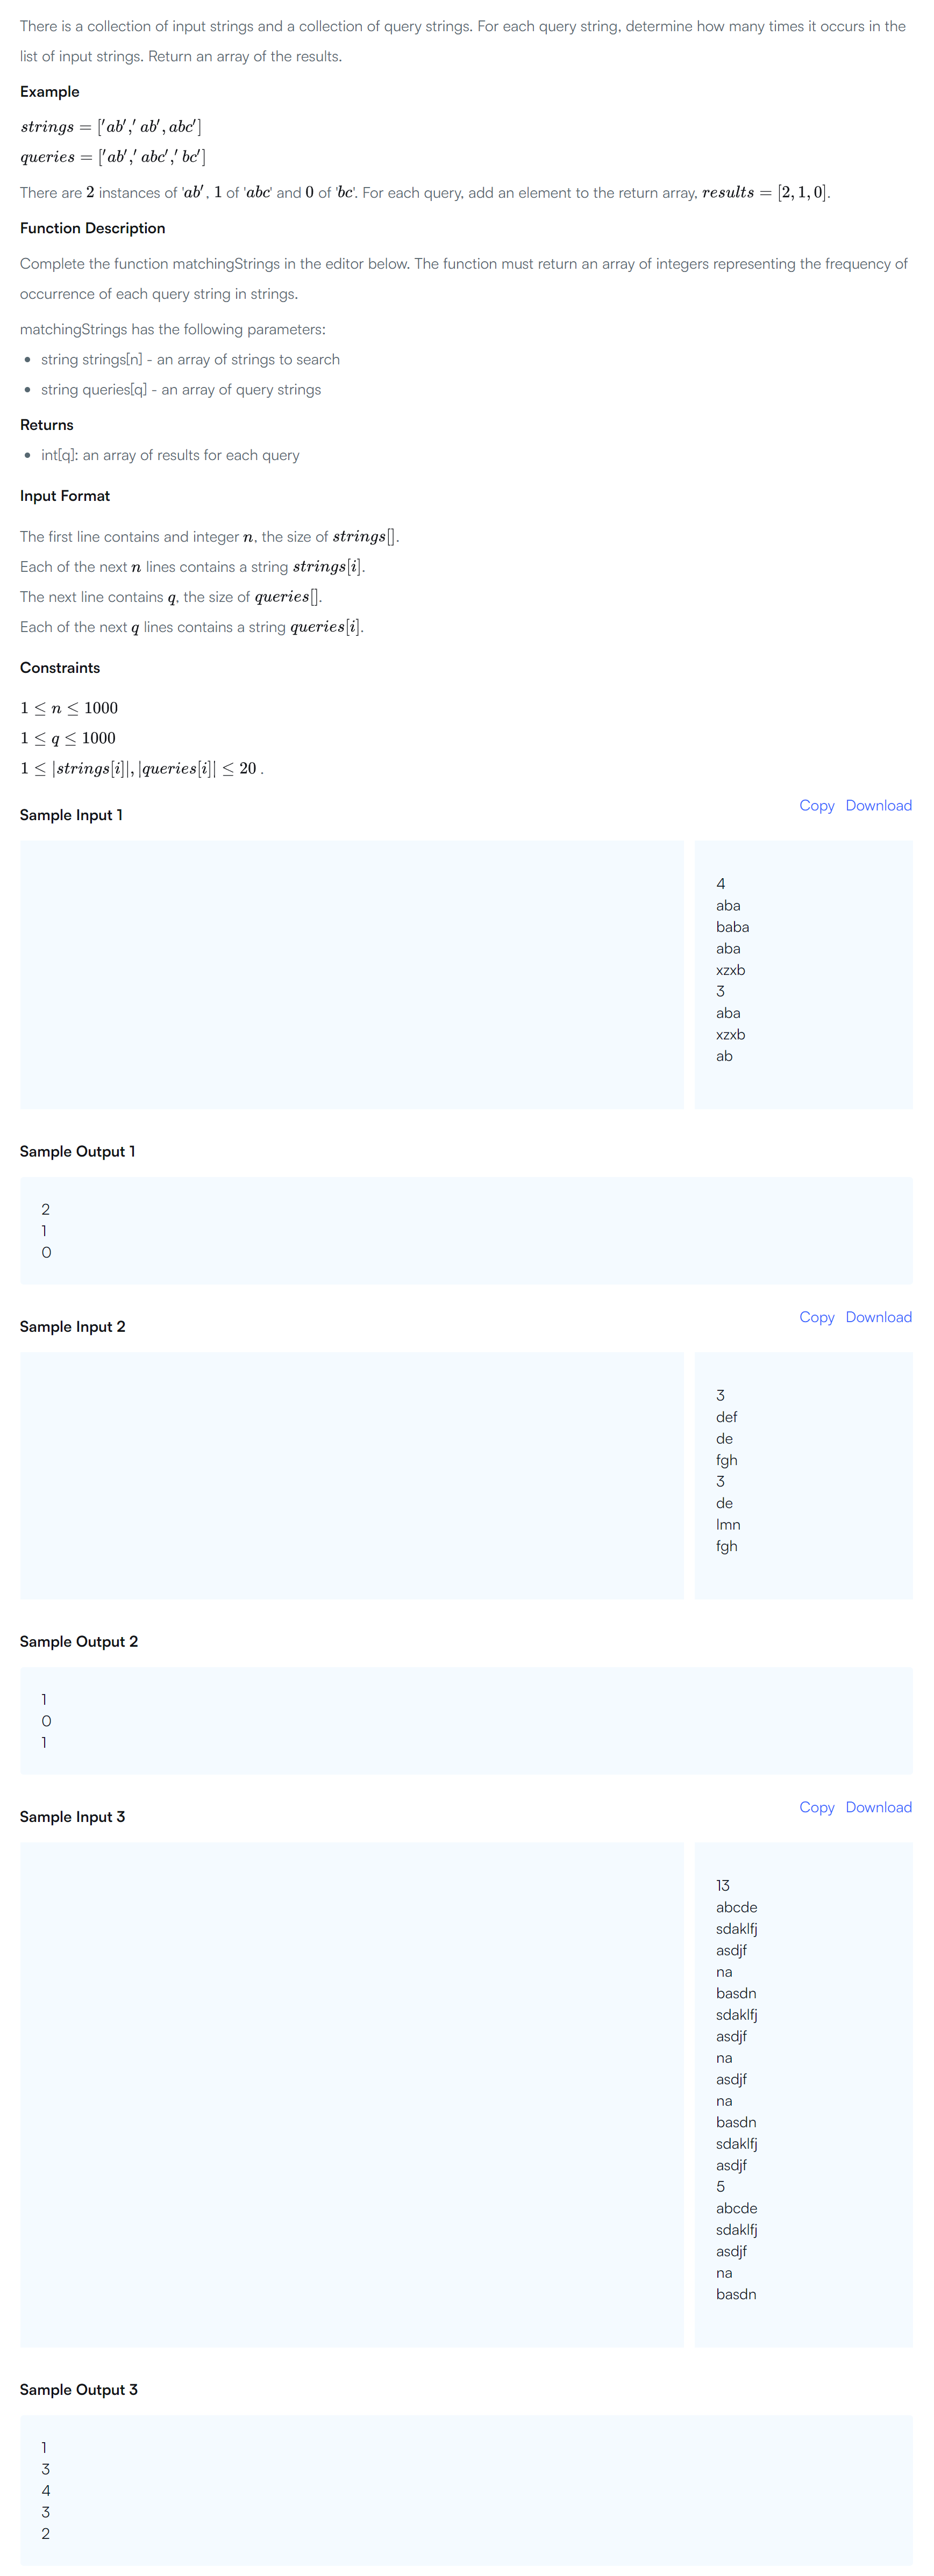 There is a collection of input strings and a collection of query strings. For each query string, determine how many times it occurs in the
list of input strings. Return an array of the results.
Example
strings = ['ab',' ab', abc']
queries = ['ab',' abc',' bc']
There are 2 instances of 'ab', 1 of 'abc' and 0 of 'bc'. For each query, add an element to the return array, results = [2, 1, 0].
Function Description
Complete the function matchingStrings in the editor below. The function must return an array of integers representing the frequency of
occurrence of each query string in strings.
matchingStrings has the following parameters:
• string strings[n] - an array of strings to search
• string queries[q] - an array of query strings
Returns
• int[q]: an array of results for each query
Input Format
The first line contains and integer n, the size of strings[].
Each of the next n lines contains a string strings[i].
The next line contains q, the size of queries[].
Each of the next q lines contains a string queries[i].
Constraints
1 ≤ n ≤ 1000
1 ≤ q ≤ 1000
1 ≤ |strings[i]|, |queries[i]| ≤ 20 .
Sample Input 1
Copy Download
4
aba
baba
aba
xzxb
3
aba
xzxb
ab
Sample Output 1
2
1
0
Sample Input 2
Copy Download
3
def
de
fgh
3
de
lmn
fgh
Sample Output 2
1
0
1
Sample Input 3
Copy Download
13
abcde
sdaklfj
asdjf
na
basdn
sdaklfj
asdjf
na
asdjf
na
basdn
sdaklfj
asdjf
5
abcde
sdaklfj
asdjf
na
basdn
Sample Output 3
1
3
4
3
2